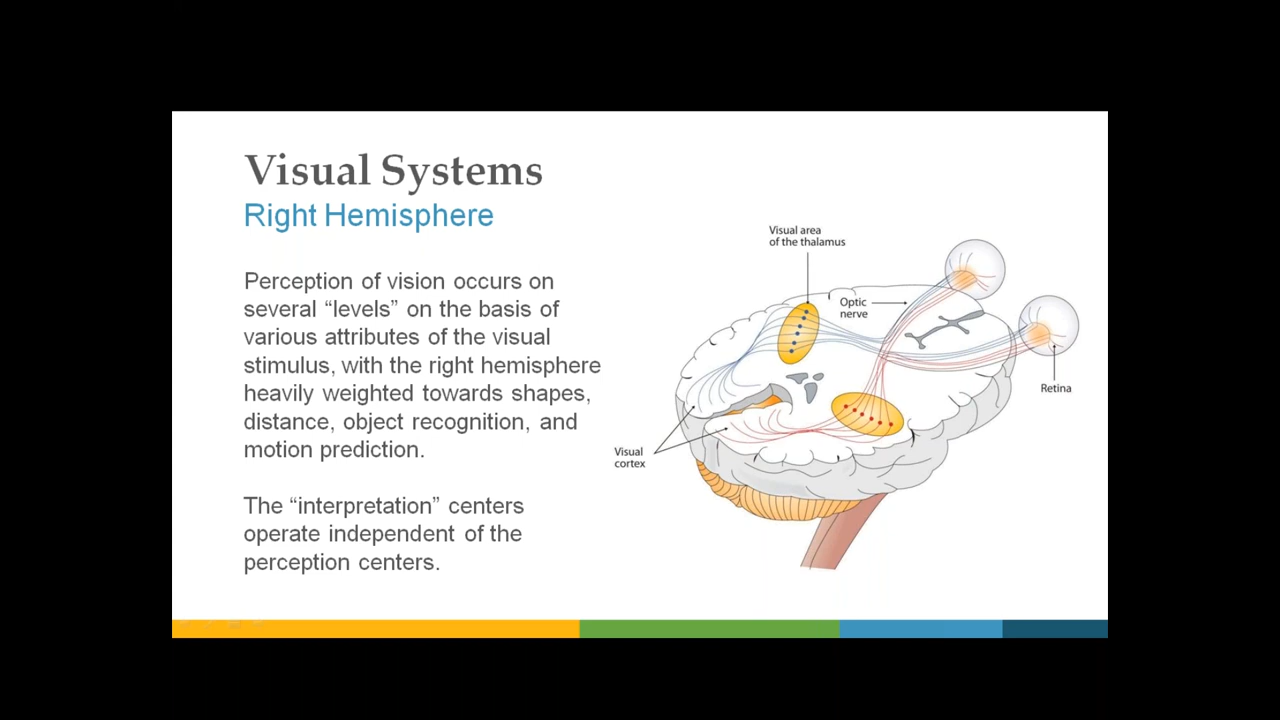 Visual Systems
Right Hemisphere
Perception of vision occurs on
several “levels” on the basis of
various attributes of the visual
stimulus, with the right hemisphere
heavily weighted towards shapes,
distance, object recognition, and
motion prediction.
The “interpretation” centers
operate independent of the
perception centers.
Visual area
of the thalamus
Optic
nerve
Retina
Visual
cortex